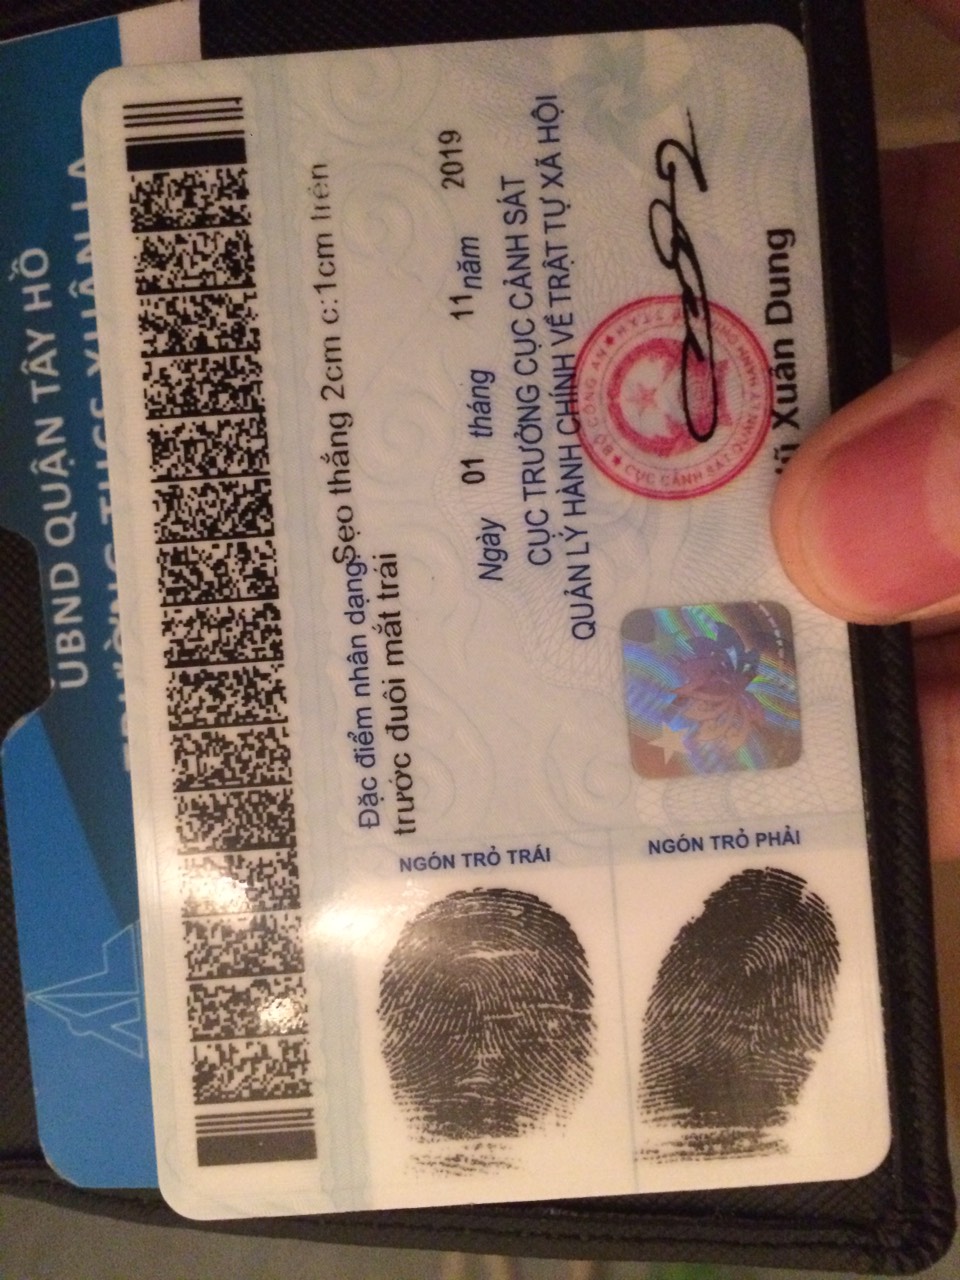 ỦBND QUẬN TÂY HỒ
TRƯỜNG THCS XUÂN LA
Đặc điểm nhân dạng: Sẹo thẳng 2cm c:1cm trên
trước đuôi mắt trái
Ngày 01 tháng 11 năm 2019
CỤC TRƯỞNG CỤC CẢNH SÁT
QUẢN LÝ HÀNH CHÍNH VỀ TRẬT TỰ XÃ HỘI
BỘ CÔNG AN
CỤC CẢNH SÁT QUẢN LÝ HÀNH CHÍNH
Xuân Dung
NGÓN TRỎ TRÁI
NGÓN TRỎ PHẢI